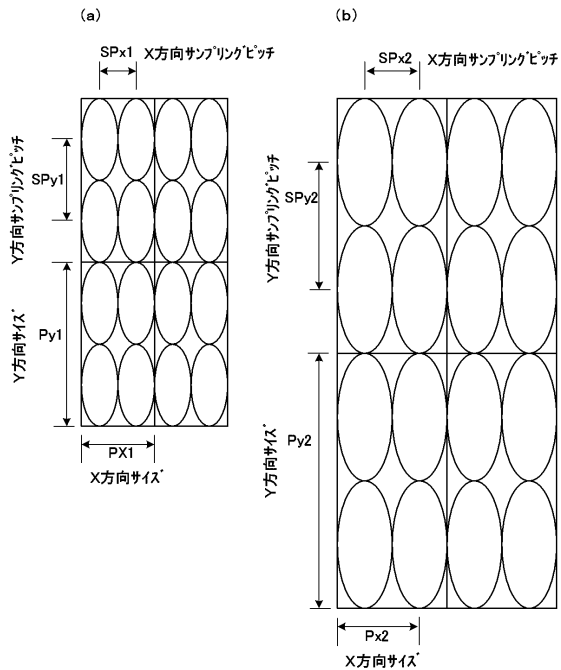 (a)
SPx1 X方向サンプリングピッチ
SPy1
Y方向サンプリングピッチ
Py1
Y方向サイズ
PX1
X方向サイズ
(b)
SPx2 X方向サンプリングピッチ
SPy2
Y方向サンプリングピッチ
Py2
Y方向サイズ
Px2
X方向サイズ